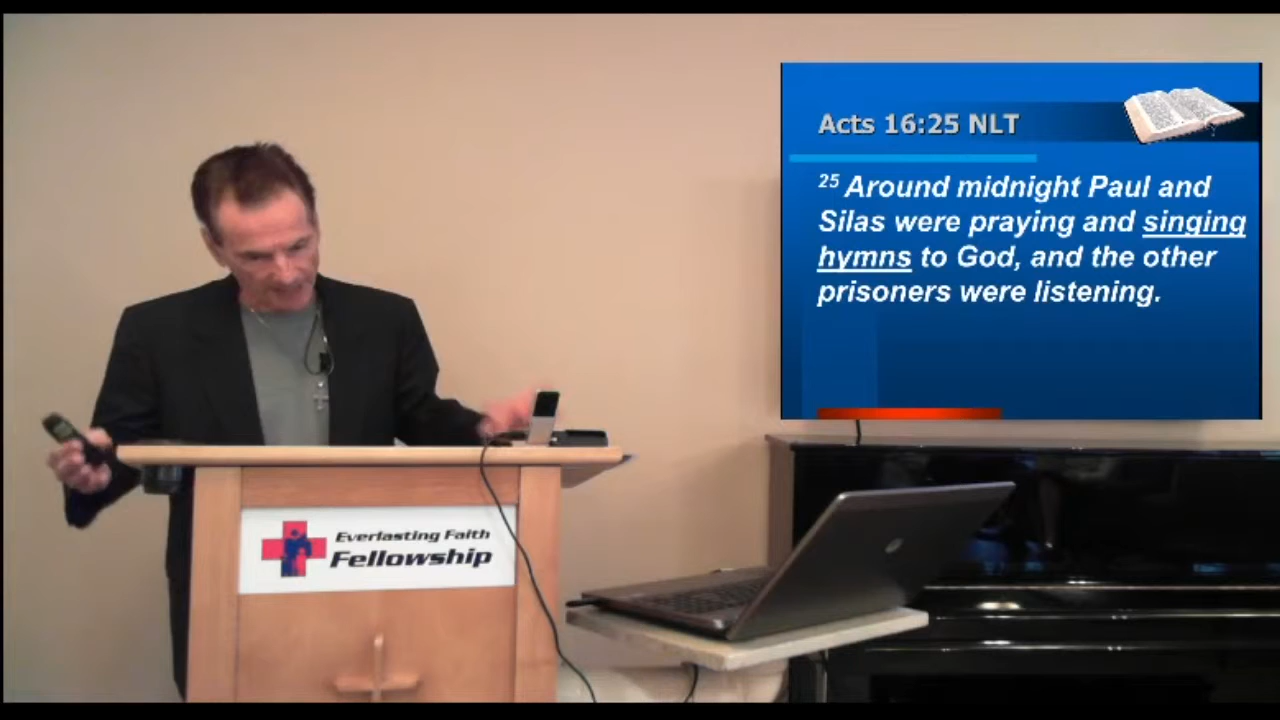 Acts 16:25 NLT
25 Around midnight Paul and
Silas were praying and singing
hymns to God, and the other
prisoners were listening.
Everlasting Faith
Fellowship